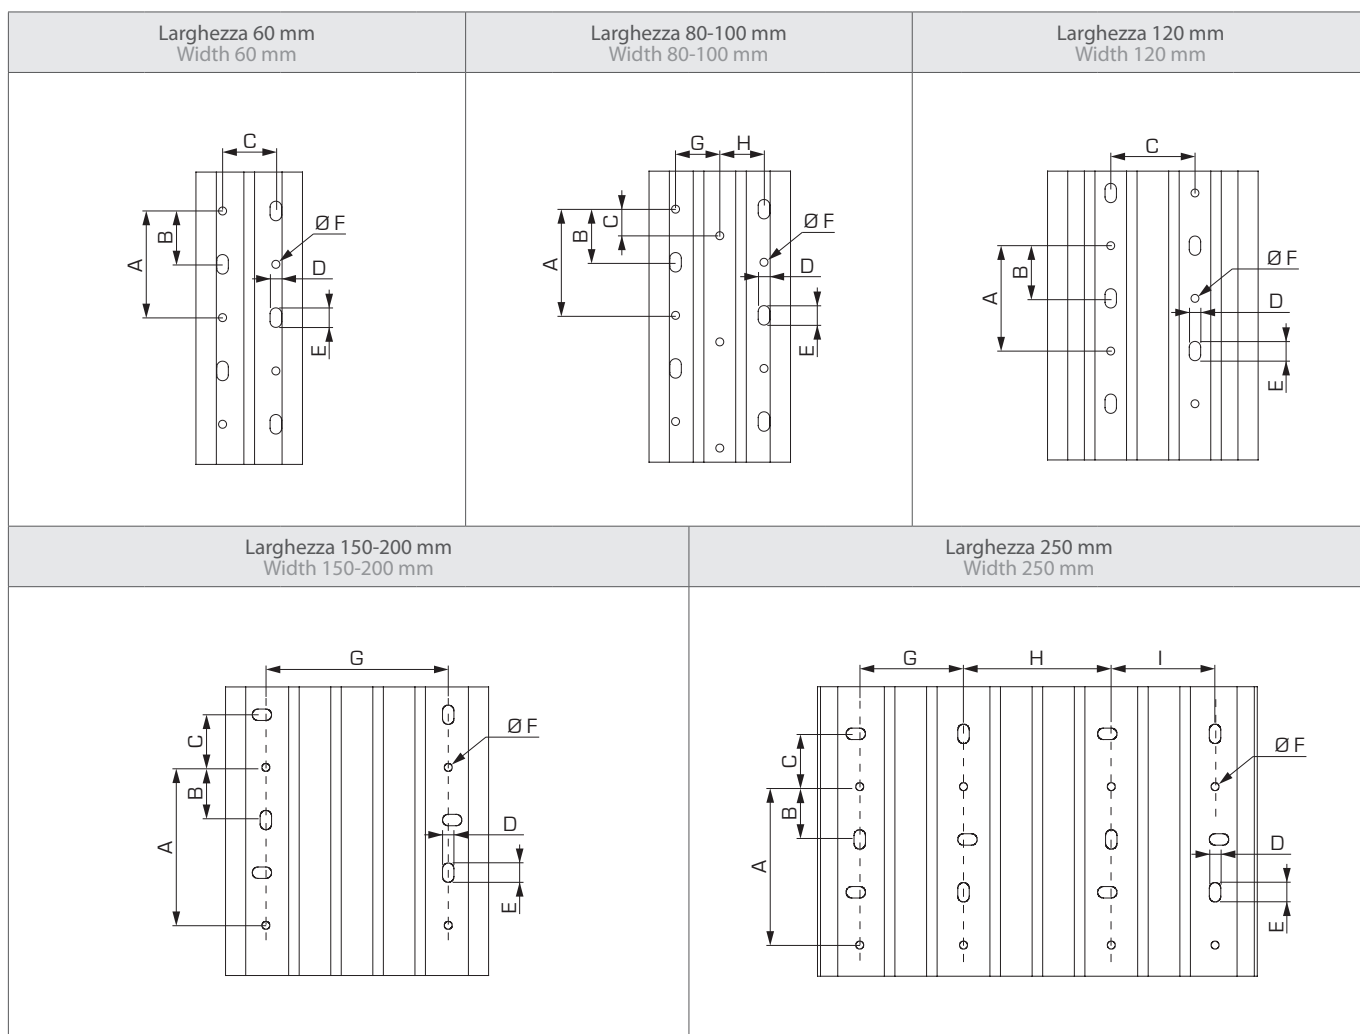 Larghezza 60 mm
Width 60 mm
Larghezza 80-100 mm
Width 80-100 mm
Larghezza 120 mm
Width 120 mm
C
B
A
Ø F
D
E
G H
C
B
A
Ø F
D
E
C
B
A
Ø F
D
E
Larghezza 150-200 mm
Width 150-200 mm
Larghezza 250 mm
Width 250 mm
G
C
B
A
Ø F
D
E
G H I
C
B
A
Ø F
D
E